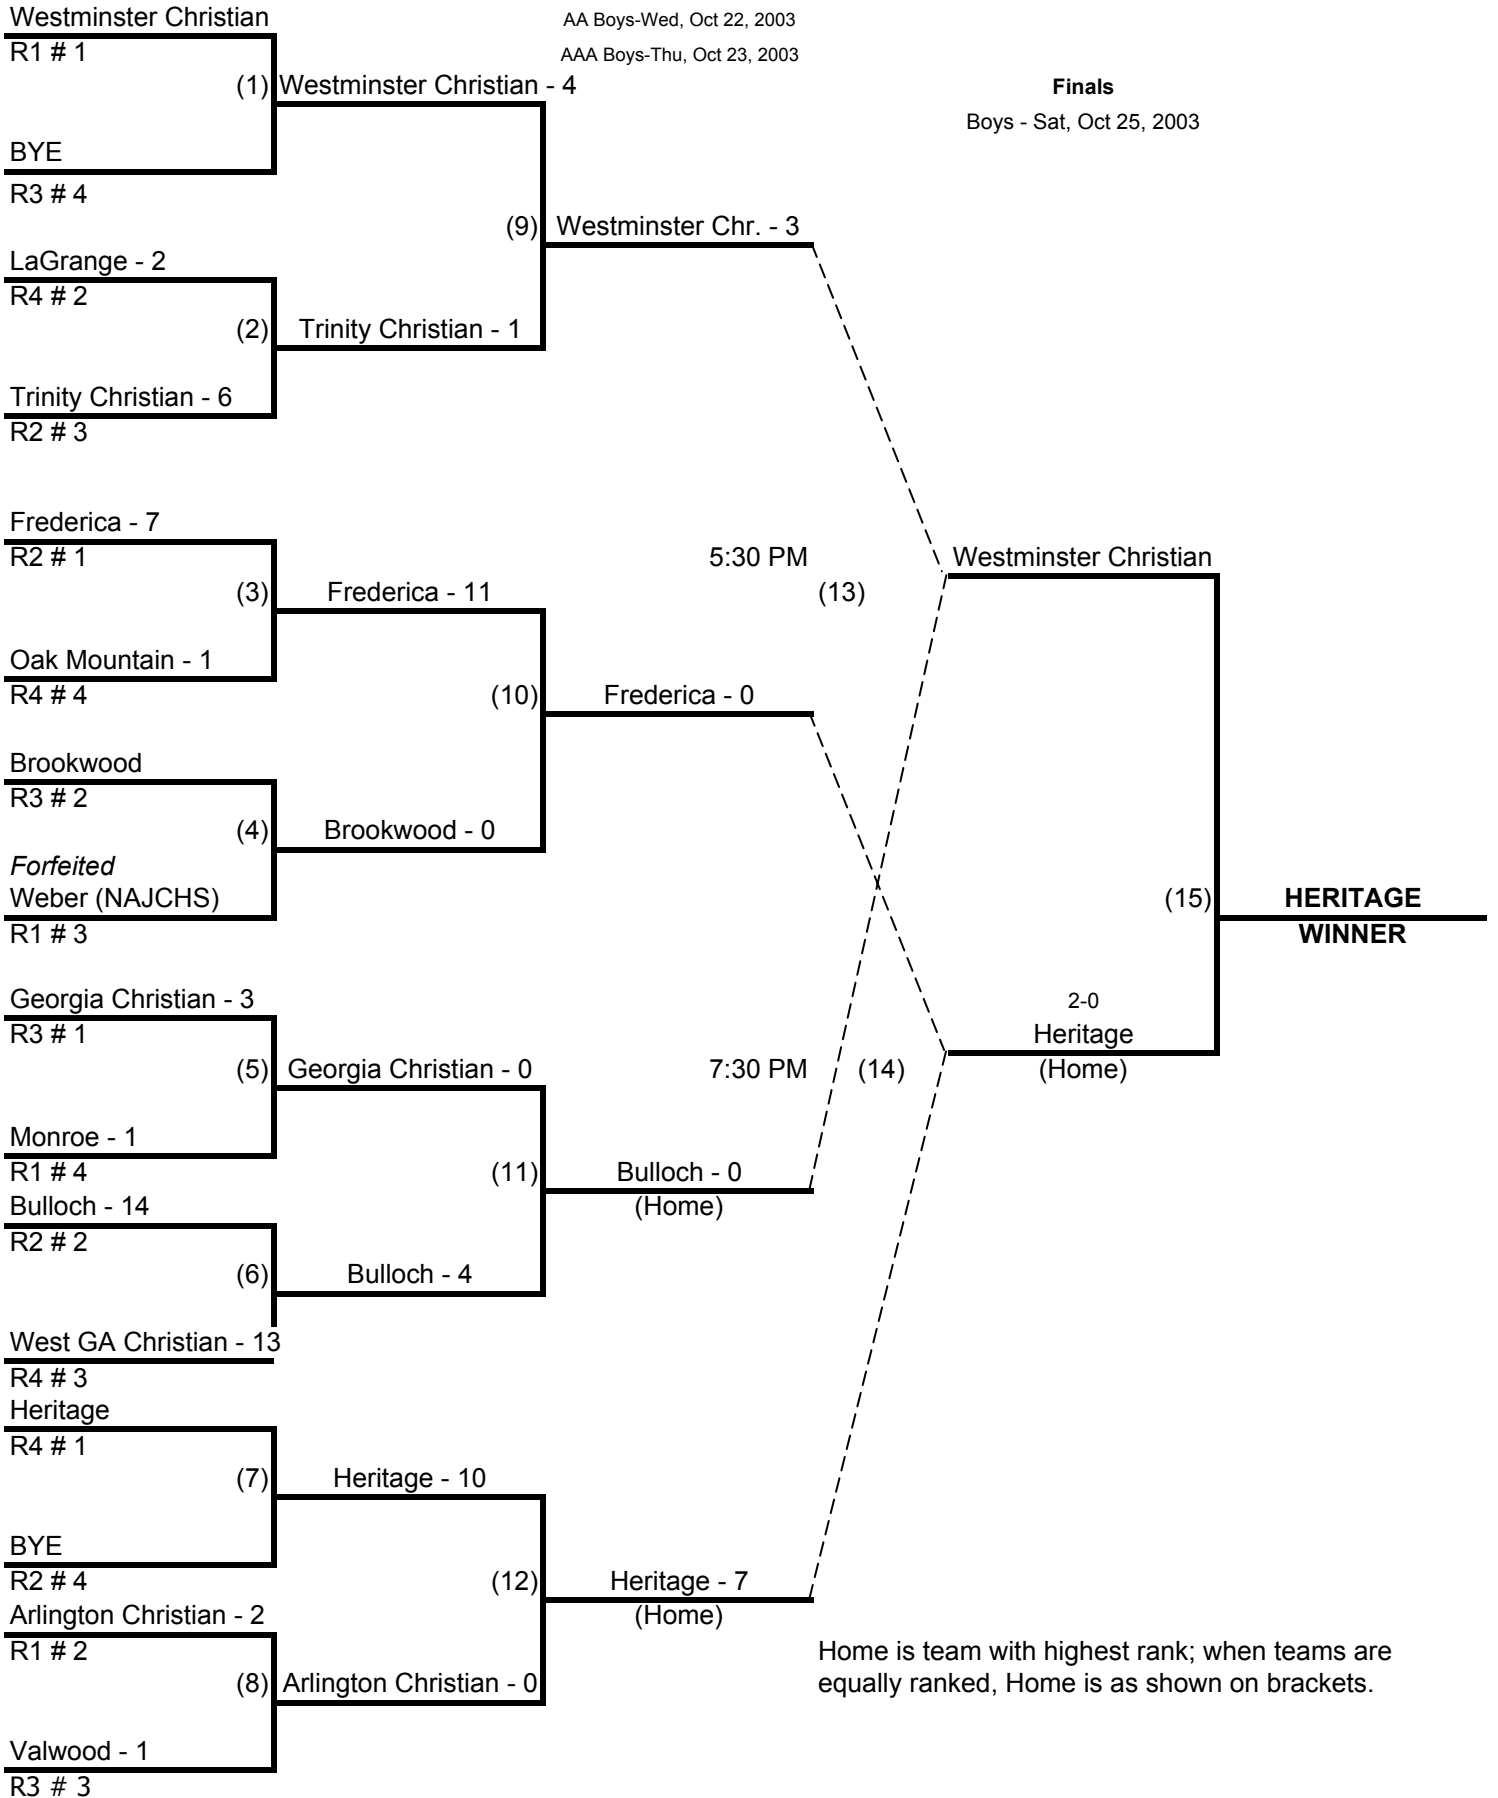 Westminster Christian
R1 # 1
AA Boys-Wed, Oct 22, 2003
AAA Boys-Thu, Oct 23, 2003
(1) Westminster Christian - 4
Finals
Boys - Sat, Oct 25, 2003
BYE
R3 # 4
(9) Westminster Chr. - 3
LaGrange - 2
R4 # 2
(2) Trinity Christian - 1
Trinity Christian - 6
R2 # 3
Frederica - 7
R2 # 1
5:30 PM
Westminster Christian
(3) Frederica - 11
(13)
Oak Mountain - 1
R4 # 4
(10) Frederica - 0
Brookwood
R3 # 2
(4) Brookwood - 0
Forfeited
Weber (NAJCHS)
R1 # 3
(15) HERITAGE
WINNER
Georgia Christian - 3
R3 # 1
2-0
Heritage
(Home)
(5) Georgia Christian - 0
7:30 PM (14)
Monroe - 1
R1 # 4
(11) Bulloch - 0
(Home)
Bulloch - 14
R2 # 2
(6) Bulloch - 4
West GA Christian - 13
R4 # 3
Heritage
R4 # 1
(7) Heritage - 10
BYE
R2 # 4
(12) Heritage - 7
(Home)
Arlington Christian - 2
R1 # 2
(8) Arlington Christian - 0
Home is team with highest rank; when teams are
equally ranked, Home is as shown on brackets.
Valwood - 1
R3 # 3